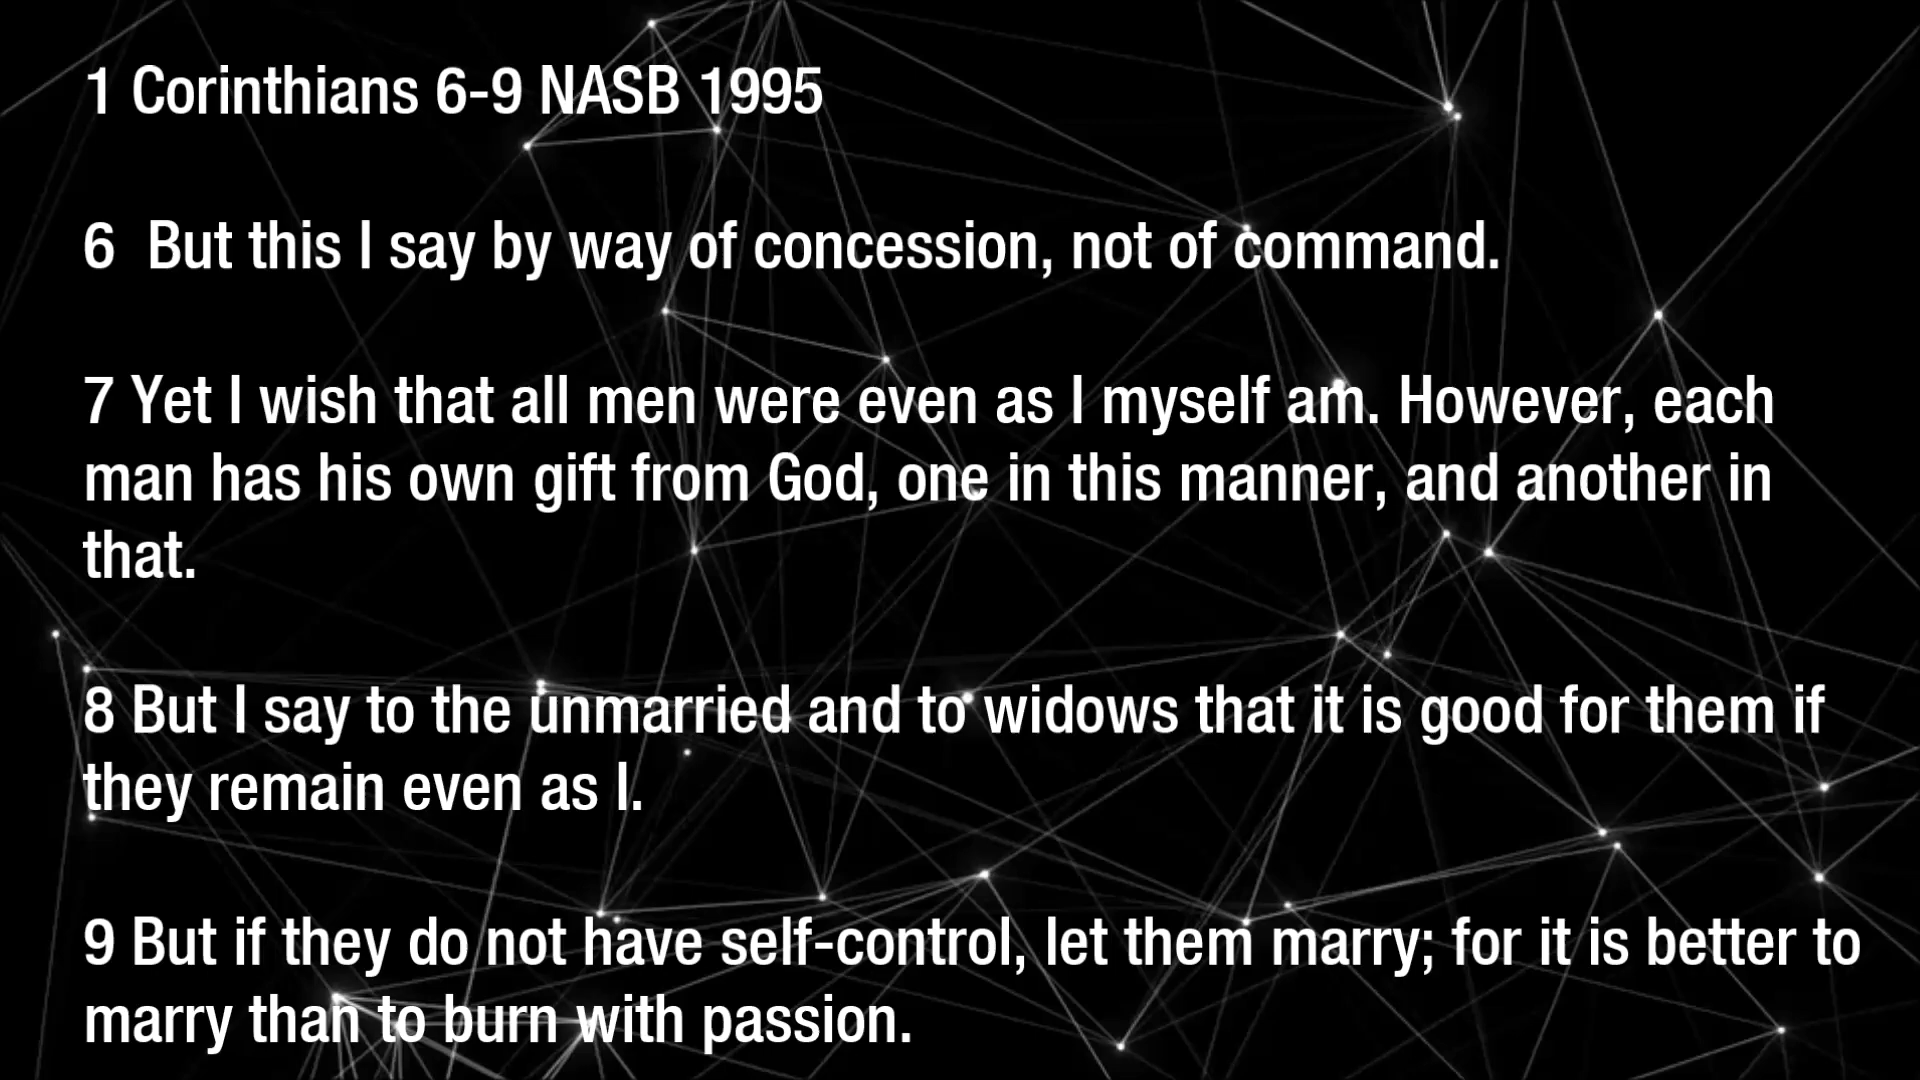 1 Corinthians 6-9 NASB 1995
6  But this I say by way of concession, not of command.
7 Yet I wish that all men were even as I myself am. However, each
man has his own gift from God, one in this manner, and another in
that.
8 But I say to the unmarried and to widows that it is good for them if
they remain even as I.
9 But if they do not have self-control, let them marry; for it is better to
marry than to burn with passion.